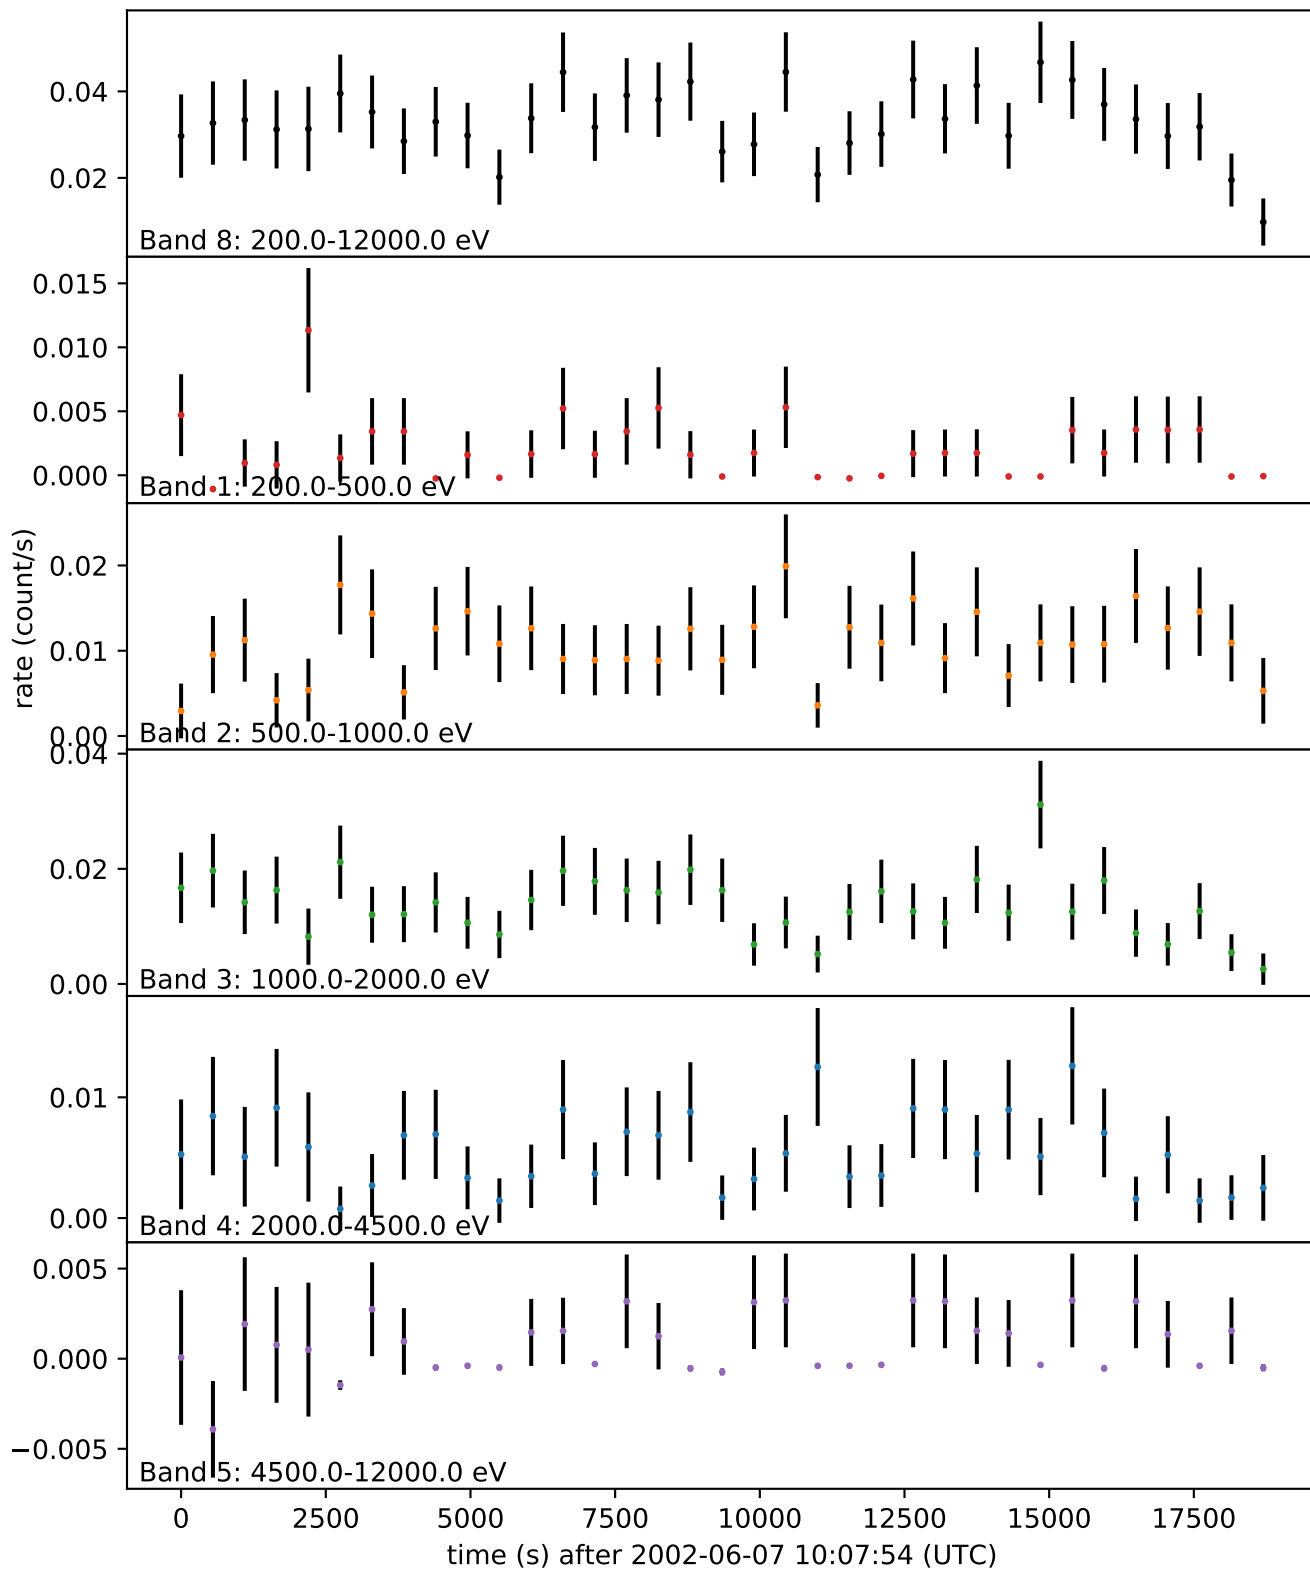 0.04
0.02
Band 8: 200.0-12000.0 eV
0.015
0.010
0.005
0.000
Band 1: 200.0-500.0 eV
rate (count/s)
0.02
0.01
0.00
Band 2: 500.0-1000.0 eV
0.04
0.02
0.00
Band 3: 1000.0-2000.0 eV
0.01
0.00
Band 4: 2000.0-4500.0 eV
0.005
0.000
−0.005
Band 5: 4500.0-12000.0 eV
0 2500 5000 7500 10000 12500 15000 17500
time (s) after 2002-06-07 10:07:54 (UTC)